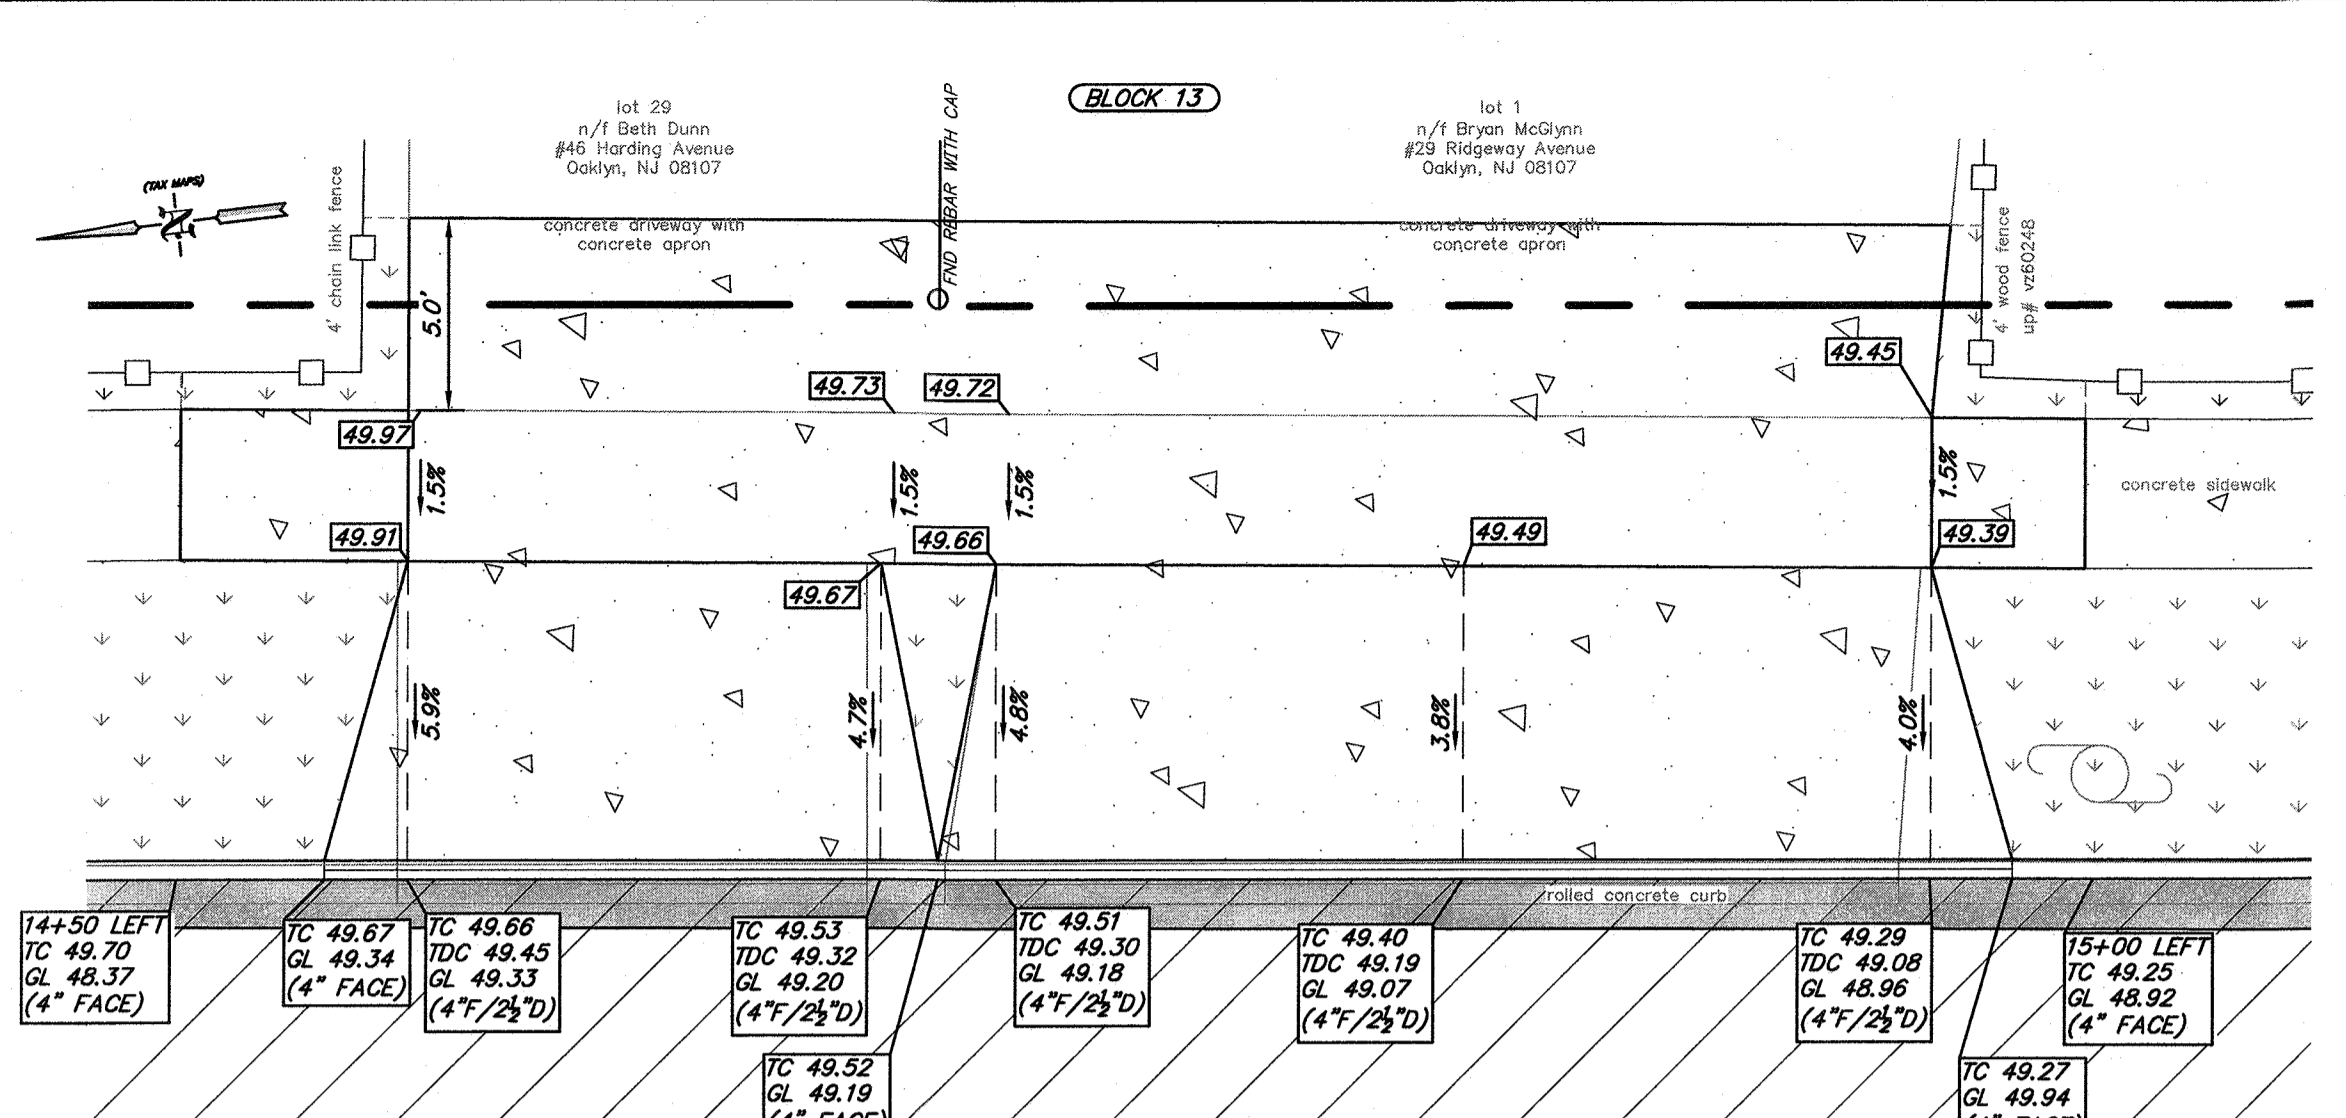 BLOCK 13
lot 29
n/f Beth Dunn
#46 Harding Avenue
Oaklyn, NJ 08107
FND REBAR WITH CAP
lot 1
n/f Bryan McGlynn
#29 Ridgeway Avenue
Oaklyn, NJ 08107
(TAX MAPS)
4' chain link fence
concrete driveway with
concrete apron
concrete driveway with
concrete apron
4' wood fence
up# vz60248
5.0'
49.73
49.72
49.45
49.97
1.5%
1.5%
1.5%
1.5%
concrete sidewalk
49.91
49.66
49.49
49.39
49.67
5.9%
4.7%
4.8%
3.8%
4.0%
rolled concrete curb
14+50 LEFT
TC 49.70
GL 48.37
(4" FACE)
TC 49.67
GL 49.34
(4" FACE)
TC 49.66
TDC 49.45
GL 49.33
(4"F/2½"D)
TC 49.53
TDC 49.32
GL 49.20
(4"F/2½"D)
TC 49.51
TDC 49.30
GL 49.18
(4"F/2½"D)
TC 49.40
TDC 49.19
GL 49.07
(4"F/2½"D)
TC 49.29
TDC 49.08
GL 48.96
(4"F/2½"D)
15+00 LEFT
TC 49.25
GL 48.92
(4" FACE)
TC 49.52
GL 49.19
(4" FACE)
TC 49.27
GL 49.94